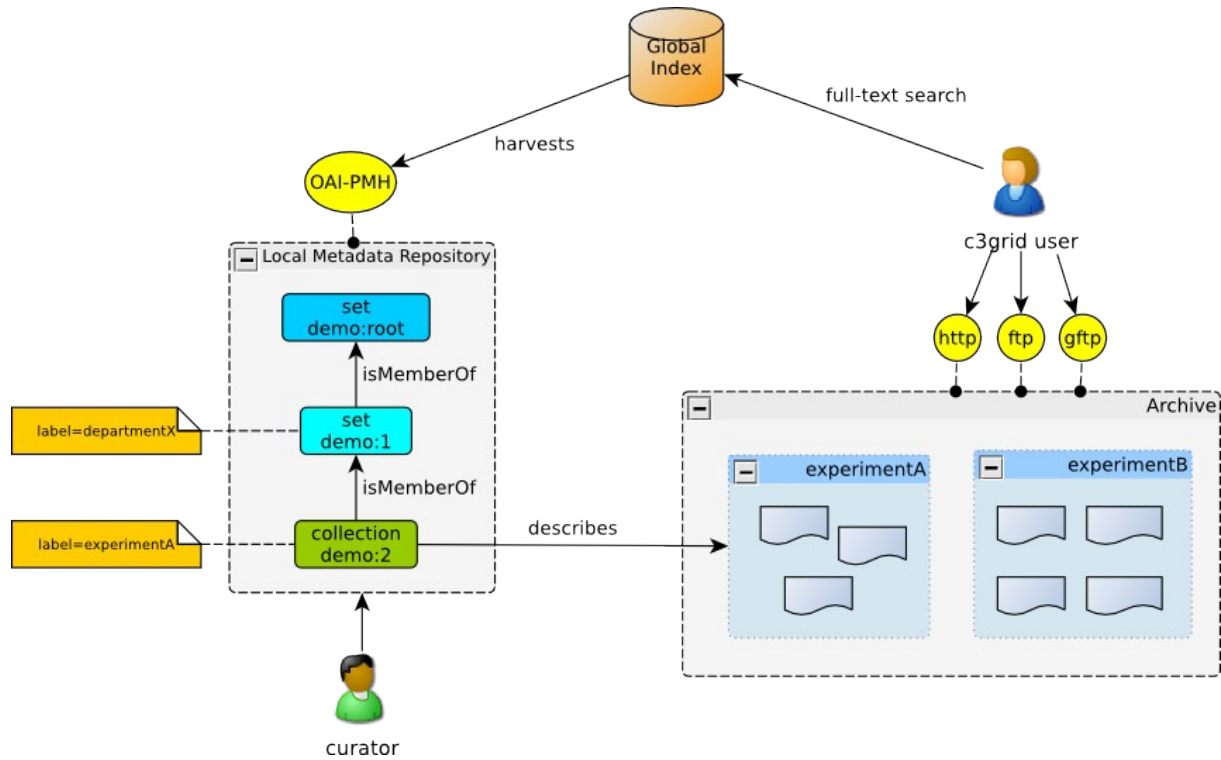 Global
Index
full-text search
harvests
OAI-PMH
c3grid user
Local Metadata Repository
set
demo:root
http
ftp
gftp
isMemberOf
Archive
label=departmentX
set
demo:1
experimentA
experimentB
isMemberOf
label=experimentA
collection
demo:2
describes
curator